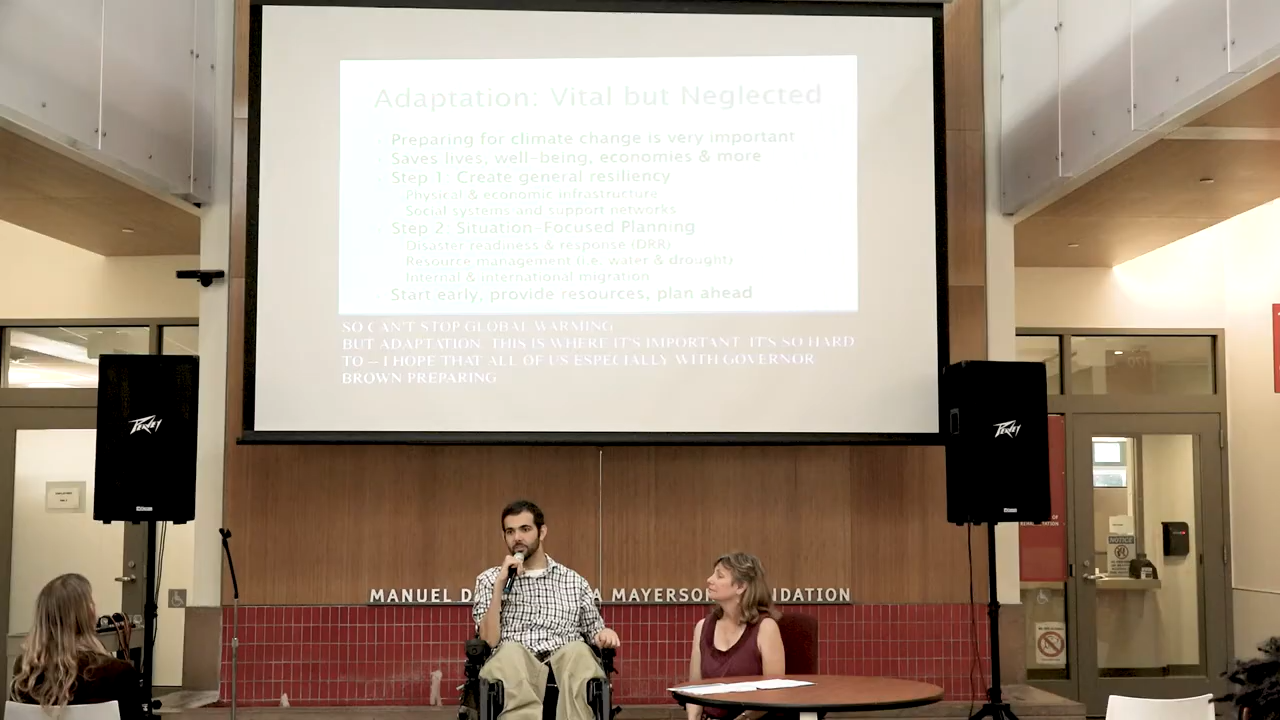 Adaptation: Vital but Neglected
Preparing for climate change is very important
Saves lives, well-being, economies & more
Step 1: Create general resiliency
Physical & economic infrastructure
Social systems and support networks
Step 2: Situation-Focused Planning
Disaster readiness & response (DRR)
Resource management (i.e. water & drought)
Internal & international migration
Start early, provide resources, plan ahead
SO CAN'T STOP GLOBAL WARMING
BUT ADAPTATION. THIS IS WHERE IT'S IMPORTANT. IT'S SO HARD
TO – I HOPE THAT ALL OF US ESPECIALLY WITH GOVERNOR
BROWN PREPARING
PEAVEY
PEAVEY
MANUEL D A MAYERSO DATION
NOTICE